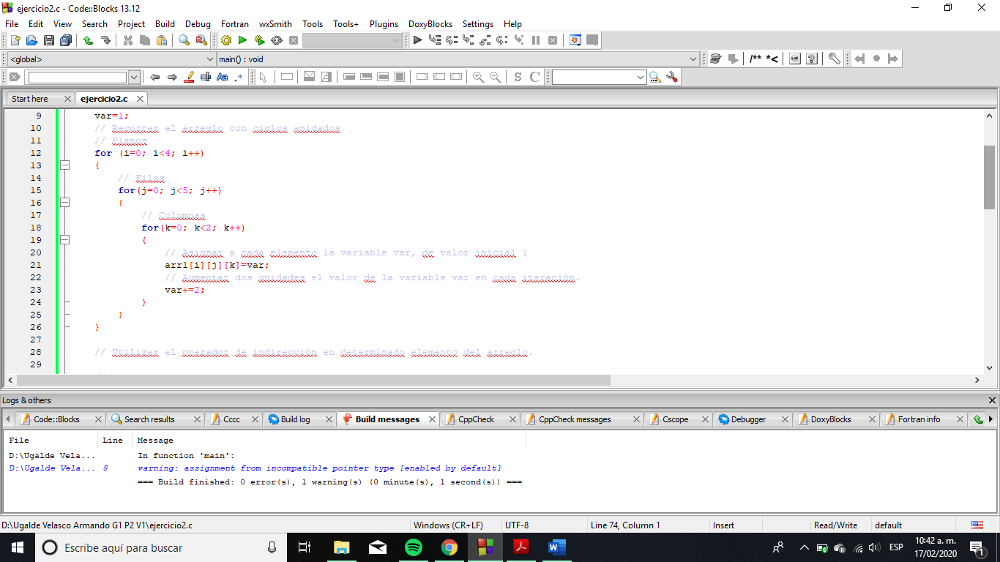 ejercicio2.c - Code::Blocks 13.12
File Edit View Search Project Build Debug Fortran wxSmith Tools Tools+ Plugins DoxyBlocks Settings Help
<global> main() : void
/** *<
Start here ejercicio2.c
9 var=1;
10 // Recorrer el arreglo con ciclos anidados
11 // Planos
12 for (i=0; i<4; i++)
13 {
14 // Filas
15 for(j=0; j<5; j++)
16 {
17 // Columnas
18 for(k=0; k<2; k++)
19 {
20 // Asignar a cada elemento la variable var, de valor inicial 1
21 arr1[i][j][k]=var;
22 // Aumentar dos unidades el valor de la variable var en cada iteración.
23 var+=2;
24 }
25 }
26 }
27
28 // Utilizar el operador de indirección en determinado elemento del arreglo.
29
Logs & others
Code::Blocks Search results Cccc Build log Build messages CppCheck CppCheck messages Cscope Debugger DoxyBlocks Fortran info
File Line Message
D:\Ugalde Vela... In function 'main':
D:\Ugalde Vela... 8 warning: assignment from incompatible pointer type [enabled by default]
=== Build finished: 0 error(s), 1 warning(s) (0 minute(s), 1 second(s)) ===
D:\Ugalde Velasco Armando G1 P2 V1\ejercicio2.c Windows (CR+LF) UTF-8 Line 74, Column 1 Insert Read/Write default
Escribe aquí para buscar ESP 10:42 a. m.
17/02/2020